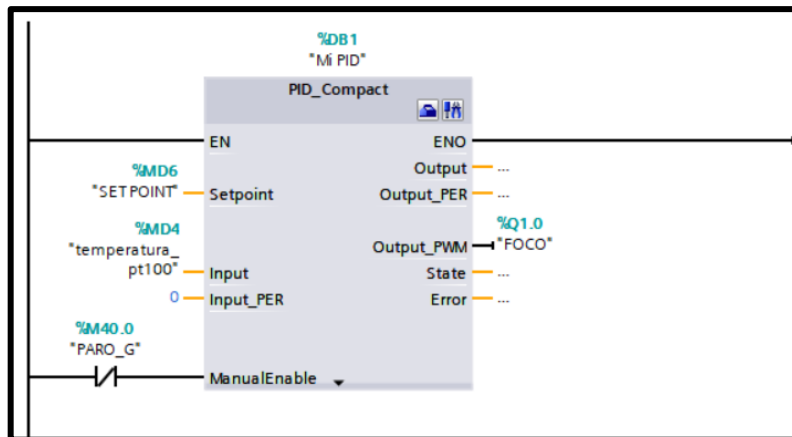 %DB1
"Mi PID"
PID_Compact
EN
ENO
Output
...
%MD6
"SETPOINT"
Setpoint
Output_PER
...
%MD4
"temperatura_
pt100"
Input
%Q1.0
Output_PWM
"FOCO"
State
...
0
Input_PER
Error
...
%M40.0
"PARO_G"
ManualEnable